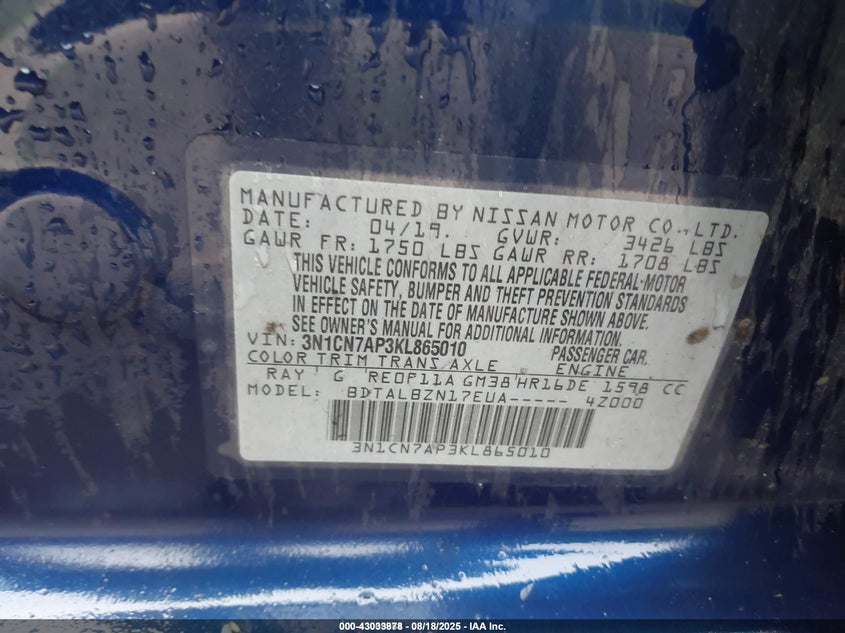 MANUFACTURED BY NISSAN MOTOR CO., LTD.
DATE: 04/19. GVWR: 3426 LBS
GAWR FR: 1750 LBS GAWR RR: 1708 LBS
THIS VEHICLE CONFORMS TO ALL APPLICABLE FEDERAL-MOTOR
VEHICLE SAFETY, BUMPER AND THEFT PREVENTION STANDARDS
IN EFFECT ON THE DATE OF MANUFACTURE SHOWN ABOVE.
SEE OWNER'S MANUAL FOR ADDITIONAL INFORMATION.
VIN: 3N1CN7AP3KL865010 PASSENGER CAR.
COLOR TRIM TRANS AXLE ENGINE
RAY G RE0F11A GM38 HR16DE 1598 CC
MODEL: BDTALBZN17EUA----- 4Z000
3N1CN7AP3KL865010
000-43033878 - 08/18/2025 - IAA Inc.